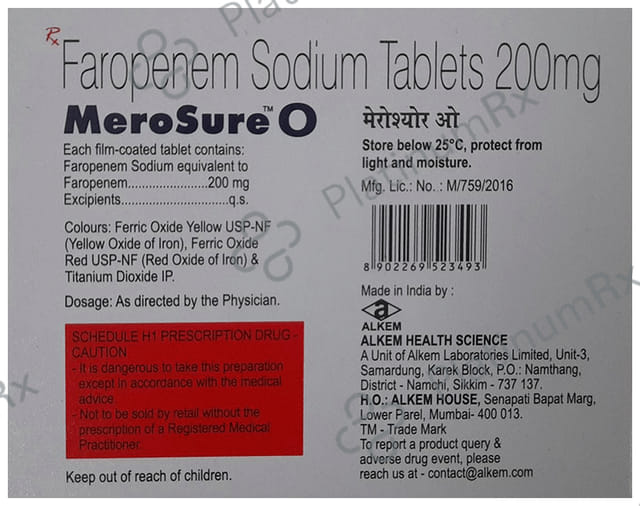 Rx
Faropenem Sodium Tablets 200mg
MeroSure™ O
Each film-coated tablet contains:
Faropenem Sodium equivalent to
Faropenem......................200 mg
Excipients.............................q.s.
Colours: Ferric Oxide Yellow USP-NF
(Yellow Oxide of Iron), Ferric Oxide
Red USP-NF (Red Oxide of Iron) &
Titanium Dioxide IP.
Dosage: As directed by the Physician.
SCHEDULE H1 PRESCRIPTION DRUG -
CAUTION
- It is dangerous to take this preparation
except in accordance with the medical
advice.
- Not to be sold by retail without the
prescription of a Registered Medical
Practitioner.
Keep out of reach of children.
मेरोश्योर ओ
Store below 25°C, protect from
light and moisture.
Mfg. Lic.: No. : M/759/2016
8 902269 523493
Made in India by :
a
ALKEM
ALKEM HEALTH SCIENCE
A Unit of Alkem Laboratories Limited, Unit-3,
Samardung, Karek Block, P.O.: Namthang,
District - Namchi, Sikkim - 737 137.
H.O.: ALKEM HOUSE, Senapati Bapat Marg,
Lower Parel, Mumbai- 400 013.
TM - Trade Mark
To report a product query &
adverse drug event, please
reach us at - contact@alkem.com
PlatinumRx
PlatinumRx
PlatinumRx
Rx